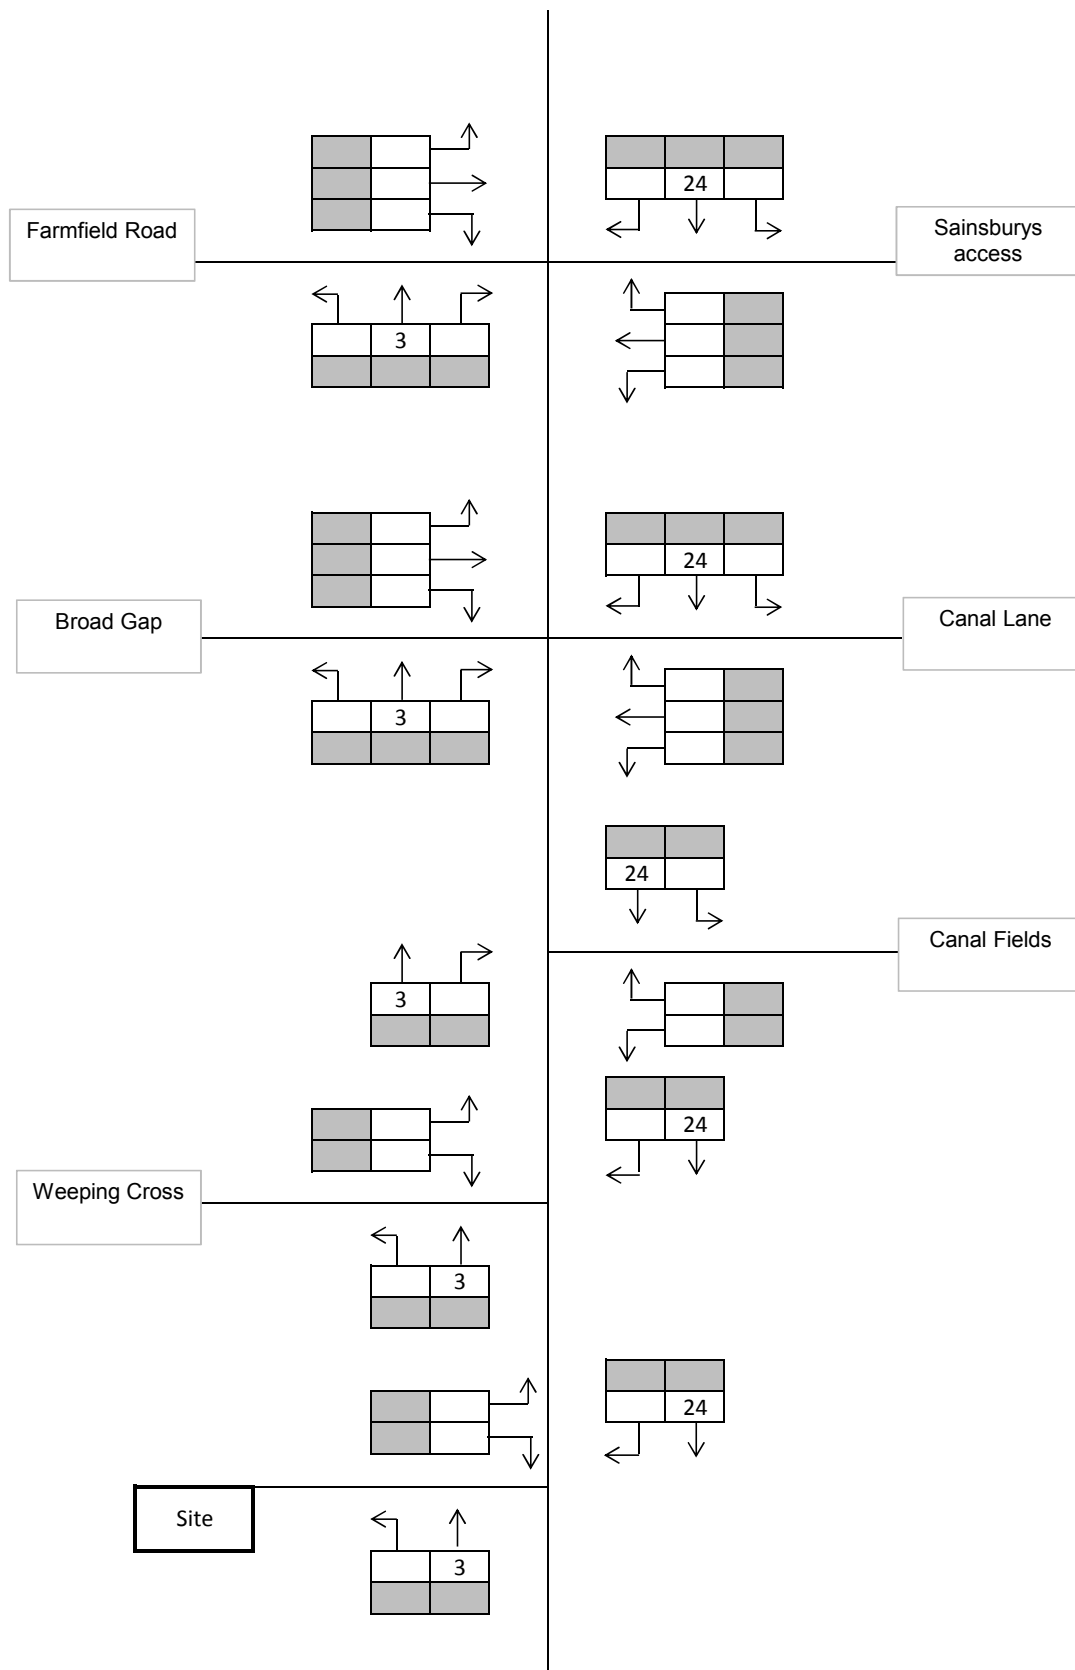 24
Farmfield Road
Sainsburys
access
3
24
Broad Gap
Canal Lane
3
24
Canal Fields
3
24
Weeping Cross
3
24
Site
3